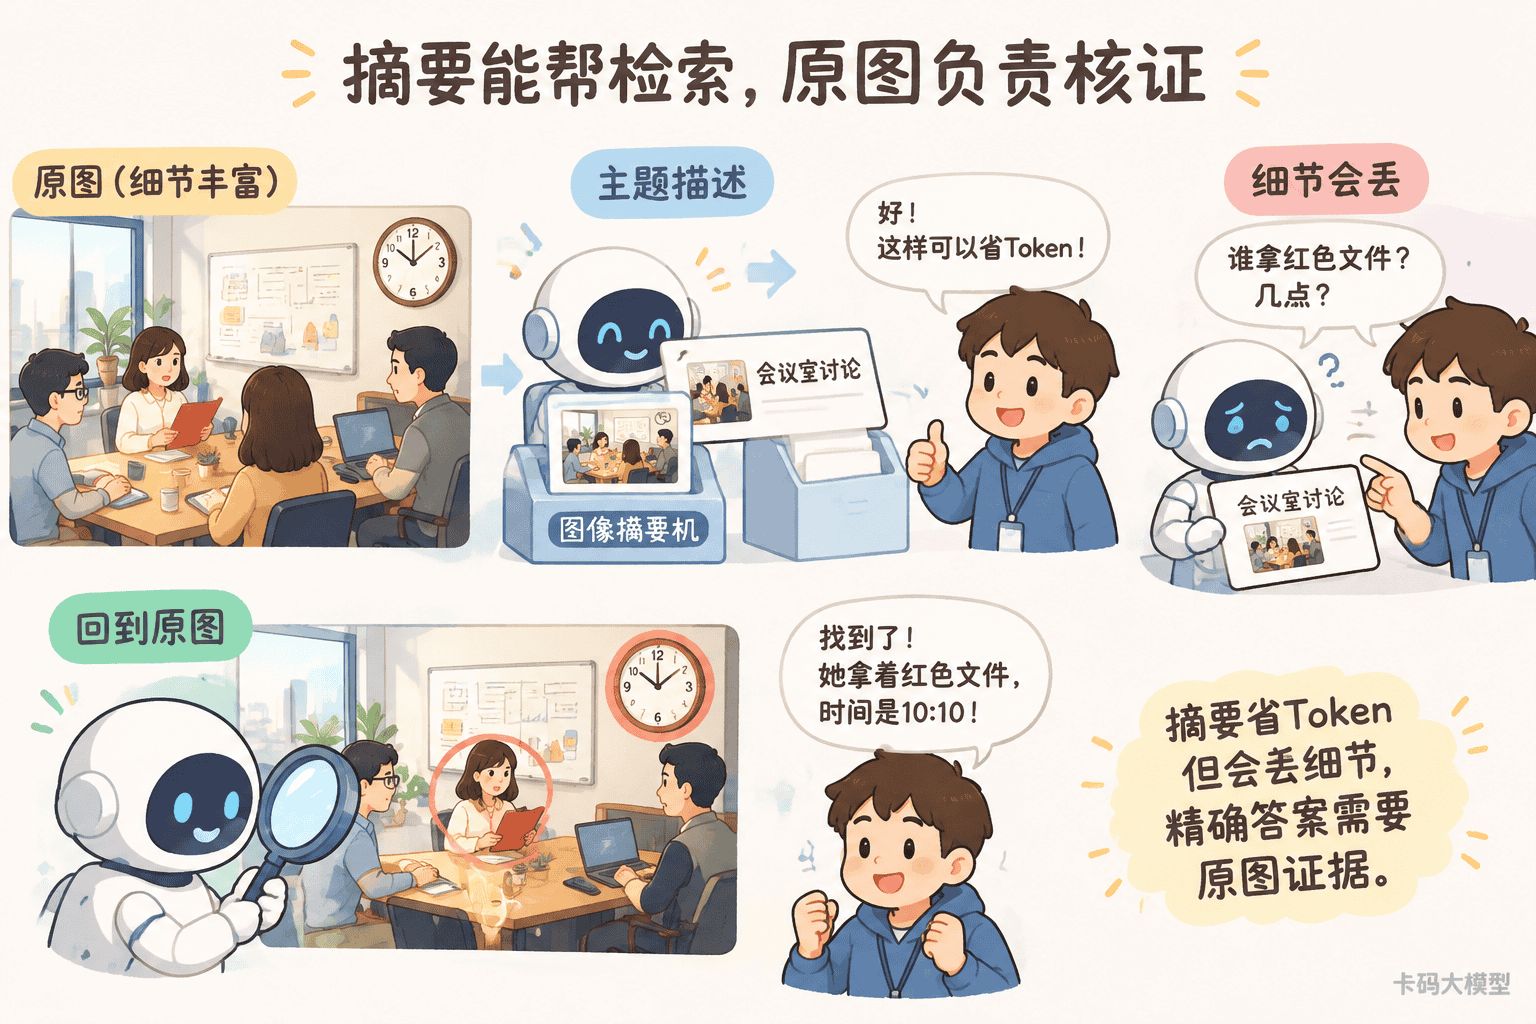 摘要能帮检索，原图负责核证
原图（细节丰富）
主题描述
好！
这样可以省Token！
会议室讨论
图像摘要机
细节会丢
谁拿红色文件？
几点？
会议室讨论
回到原图
找到了！
她拿着红色文件，
时间是10:10！
摘要省Token
但会丢细节，
精确答案需要
原图证据。
卡码大模型